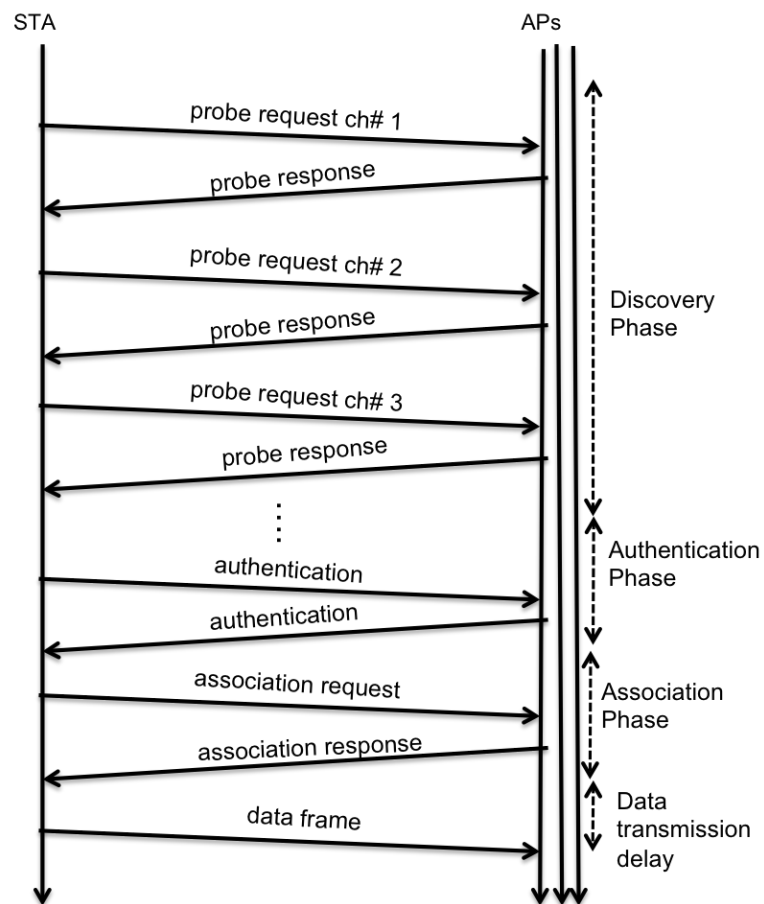 STA
APs
probe request ch# 1
probe response
probe request ch# 2
probe response
probe request ch# 3
probe response
Discovery
Phase
authentication
authentication
Authentication
Phase
association request
association response
Association
Phase
data frame
Data
transmission
delay